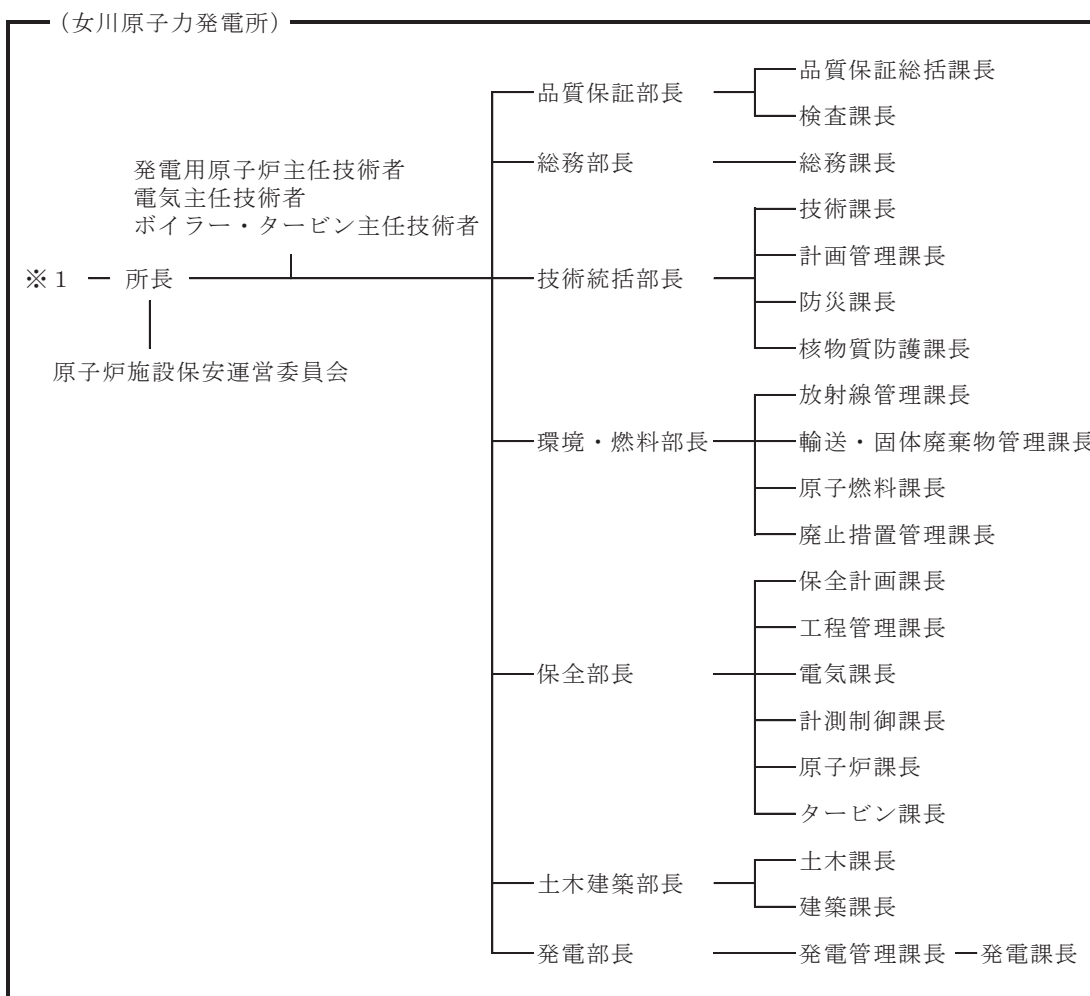 (女川原子力発電所)
品質保証部長
品質保証総括課長
検査課長
総務部長
総務課長
発電用原子炉主任技術者
電気主任技術者
ボイラー・タービン主任技術者
※1
所長
原子炉施設保安運営委員会
技術統括部長
技術課長
計画管理課長
防災課長
核物質防護課長
環境・燃料部長
放射線管理課長
輸送・固体廃棄物管理課長
原子燃料課長
廃止措置管理課長
保全部長
保全計画課長
工程管理課長
電気課長
計測制御課長
原子炉課長
タービン課長
土木建築部長
土木課長
建築課長
発電部長
発電管理課長
発電課長